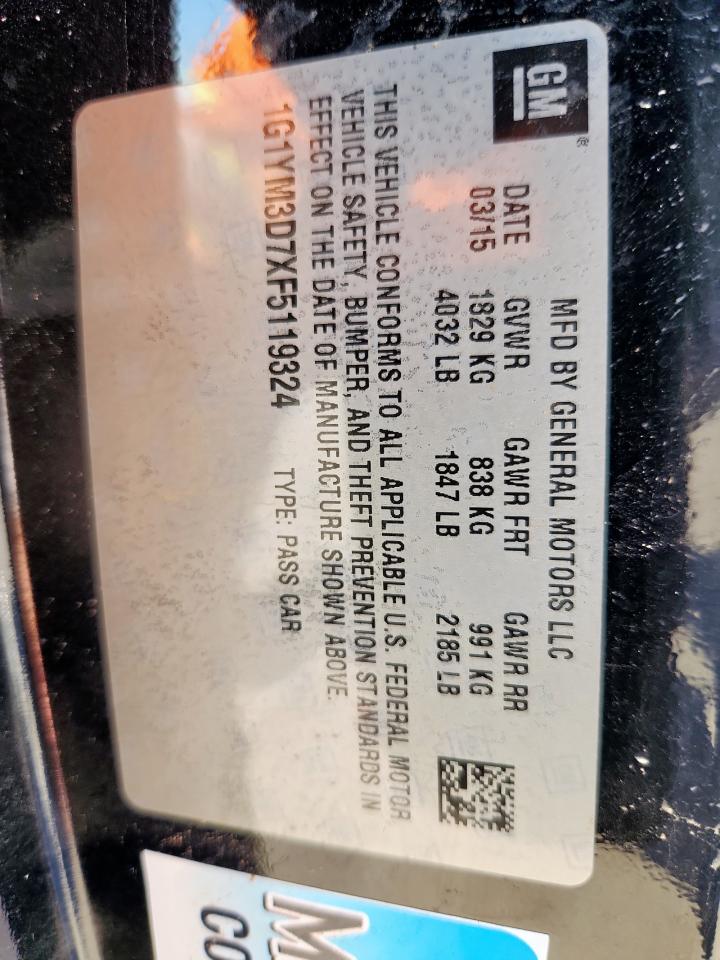 GM
MFD BY GENERAL MOTORS LLC
DATE GVWR GAWR FRT GAWR RR
03/15 1829 KG 838 KG 991 KG
4032 LB 1847 LB 2185 LB
THIS VEHICLE CONFORMS TO ALL APPLICABLE U.S. FEDERAL MOTOR
VEHICLE SAFETY, BUMPER, AND THEFT PREVENTION STANDARDS IN
EFFECT ON THE DATE OF MANUFACTURE SHOWN ABOVE.
1G1YM3D7XF5119324 TYPE: PASS CAR